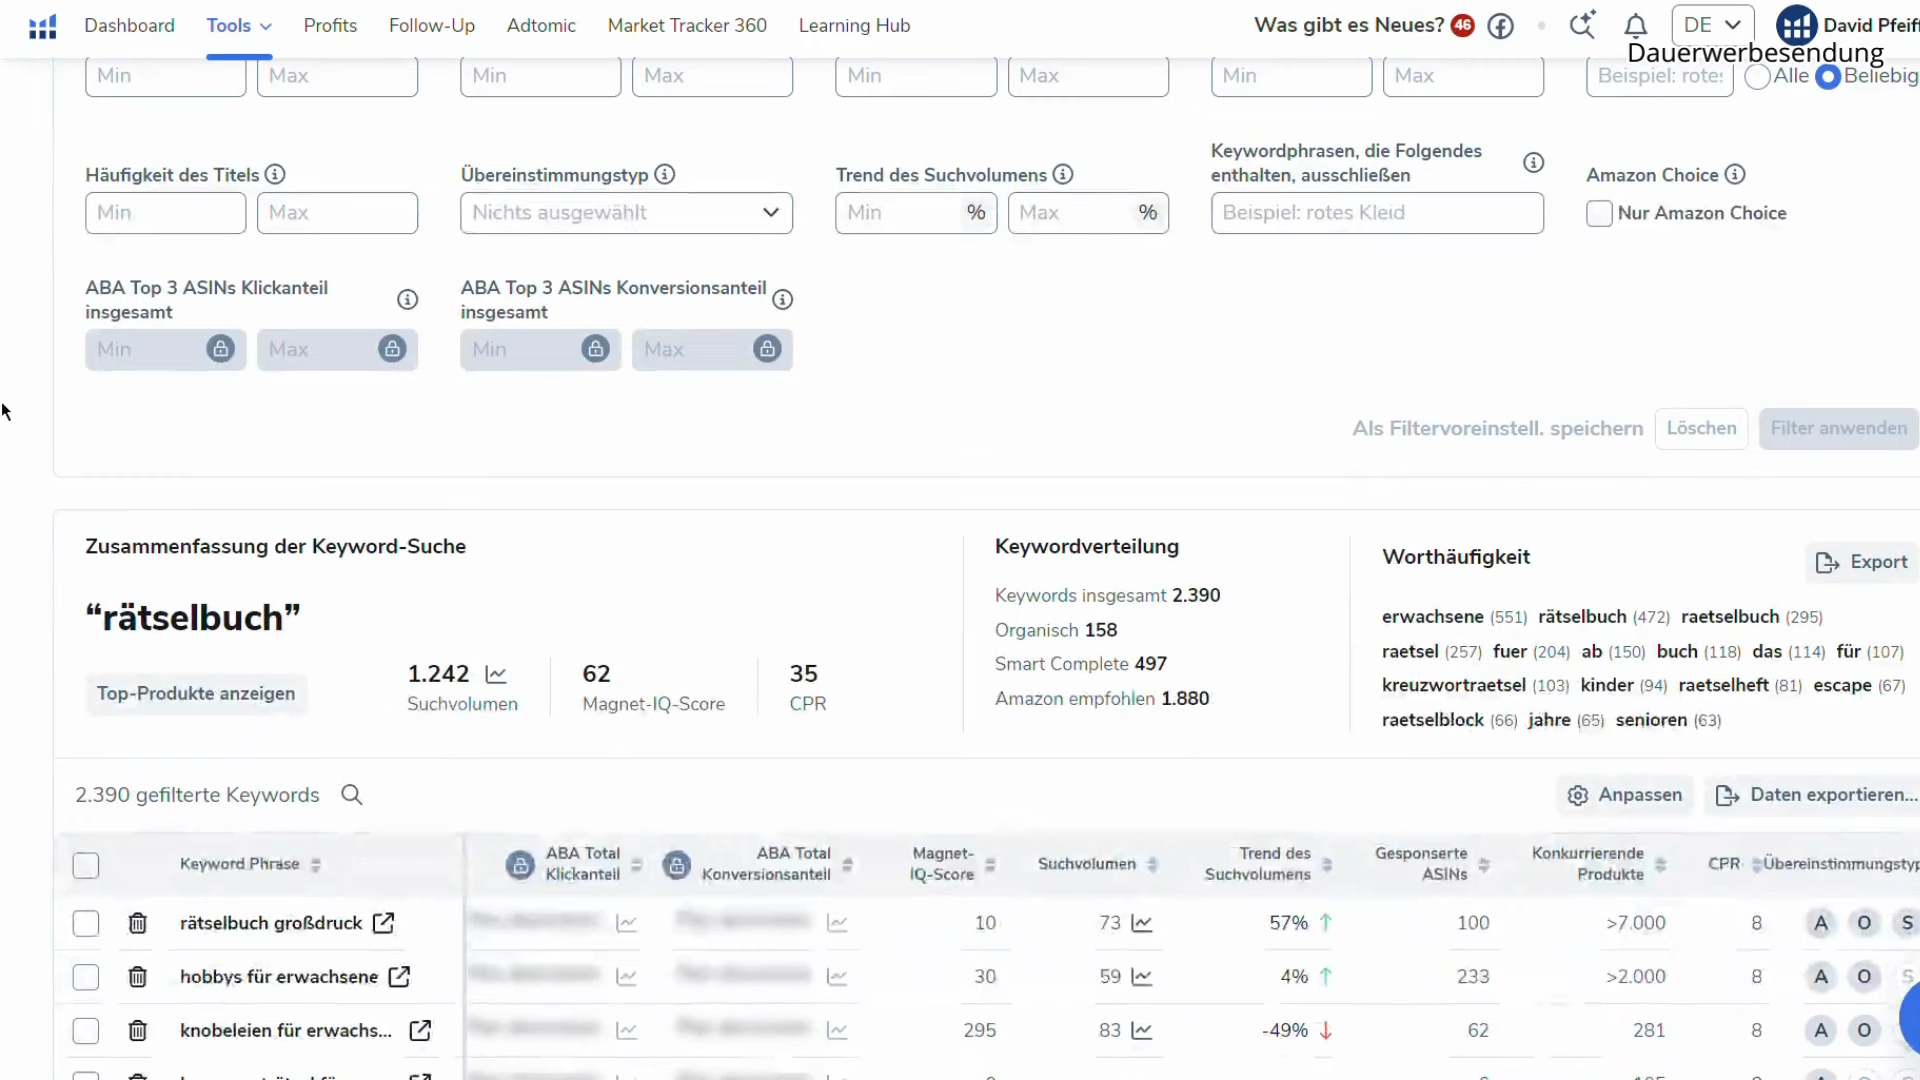 Dashboard Tools Profits Follow-Up Adtomic Market Tracker 360 Learning Hub Was gibt es Neues? 46 DE David Pfeiff
Dauerwerbesendung
Min Max Min Max Min Max Min Max Beispiel: rotes Alle Beliebig
Häufigkeit des Titels Übereinstimmungstyp Trend des Suchvolumens Keywordphrasen, die Folgendes enthalten, ausschließen Amazon Choice
Min Max Nichts ausgewählt Min % Max % Beispiel: rotes Kleid Nur Amazon Choice
ABA Top 3 ASINs Klickanteil insgesamt ABA Top 3 ASINs Konversionsanteil insgesamt
Min Max Min Max
Als Filtervoreinstell. speichern Löschen Filter anwenden
Zusammenfassung der Keyword-Suche
“rätselbuch”
Top-Produkte anzeigen
1.242 Suchvolumen
62 Magnet-IQ-Score
35 CPR
Keywordverteilung
Keywords insgesamt 2.390
Organisch 158
Smart Complete 497
Amazon empfohlen 1.880
Worthäufigkeit Export
erwachsene (551) rätselbuch (472) raetselbuch (295)
raetsel (257) fuer (204) ab (150) buch (118) das (114) für (107)
kreuzwortraetsel (103) kinder (94) raetselheft (81) escape (67)
raetselblock (66) jahre (65) senioren (63)
2.390 gefilterte Keywords Anpassen Daten exportieren...
Keyword Phrase ABA Total Klickanteil ABA Total Konversionsanteil Magnet-IQ-Score Suchvolumen Trend des Suchvolumens Gesponserte ASINs Konkurrierende Produkte CPR Übereinstimmungstyp
rätselbuch großdruck 10 73 57% 100 >7.000 8 A O S
hobbys für erwachsene 30 59 4% 233 >2.000 8 A O S
knobeleien für erwachs... 295 83 -49% 62 281 8 A O